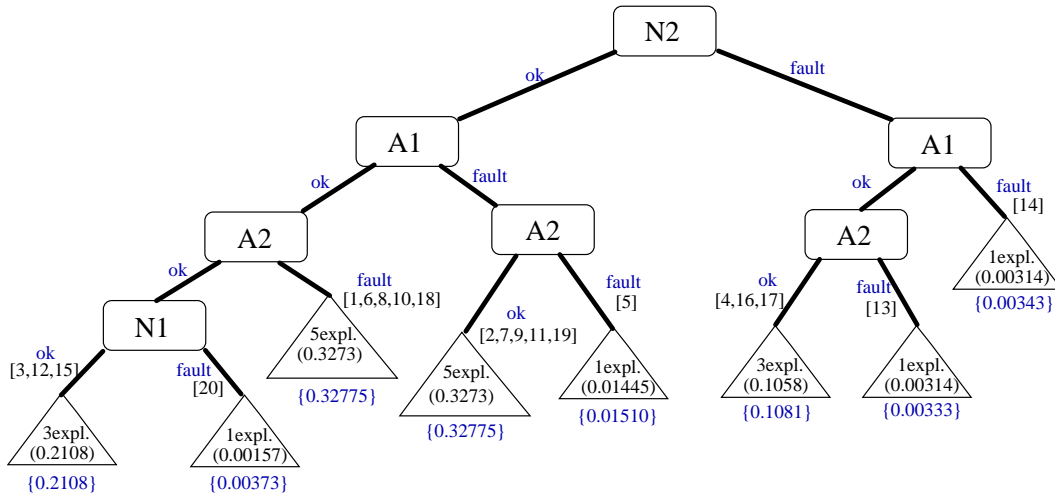 N2
ok
fault
A1
A1
ok
fault
ok
fault
[14]
A2
A2
A2
1expl.
(0.00314)
{0.00343}
ok
fault
[1,6,8,10,18]
ok
[2,7,9,11,19]
fault
[5]
ok
[4,16,17]
fault
[13]
N1
5expl.
(0.3273)
{0.32775}
5expl.
(0.3273)
{0.32775}
1expl.
(0.01445)
{0.01510}
3expl.
(0.1058)
{0.1081}
1expl.
(0.00314)
{0.00333}
ok
[3,12,15]
fault
[20]
3expl.
(0.2108)
{0.2108}
1expl.
(0.00157)
{0.00373}